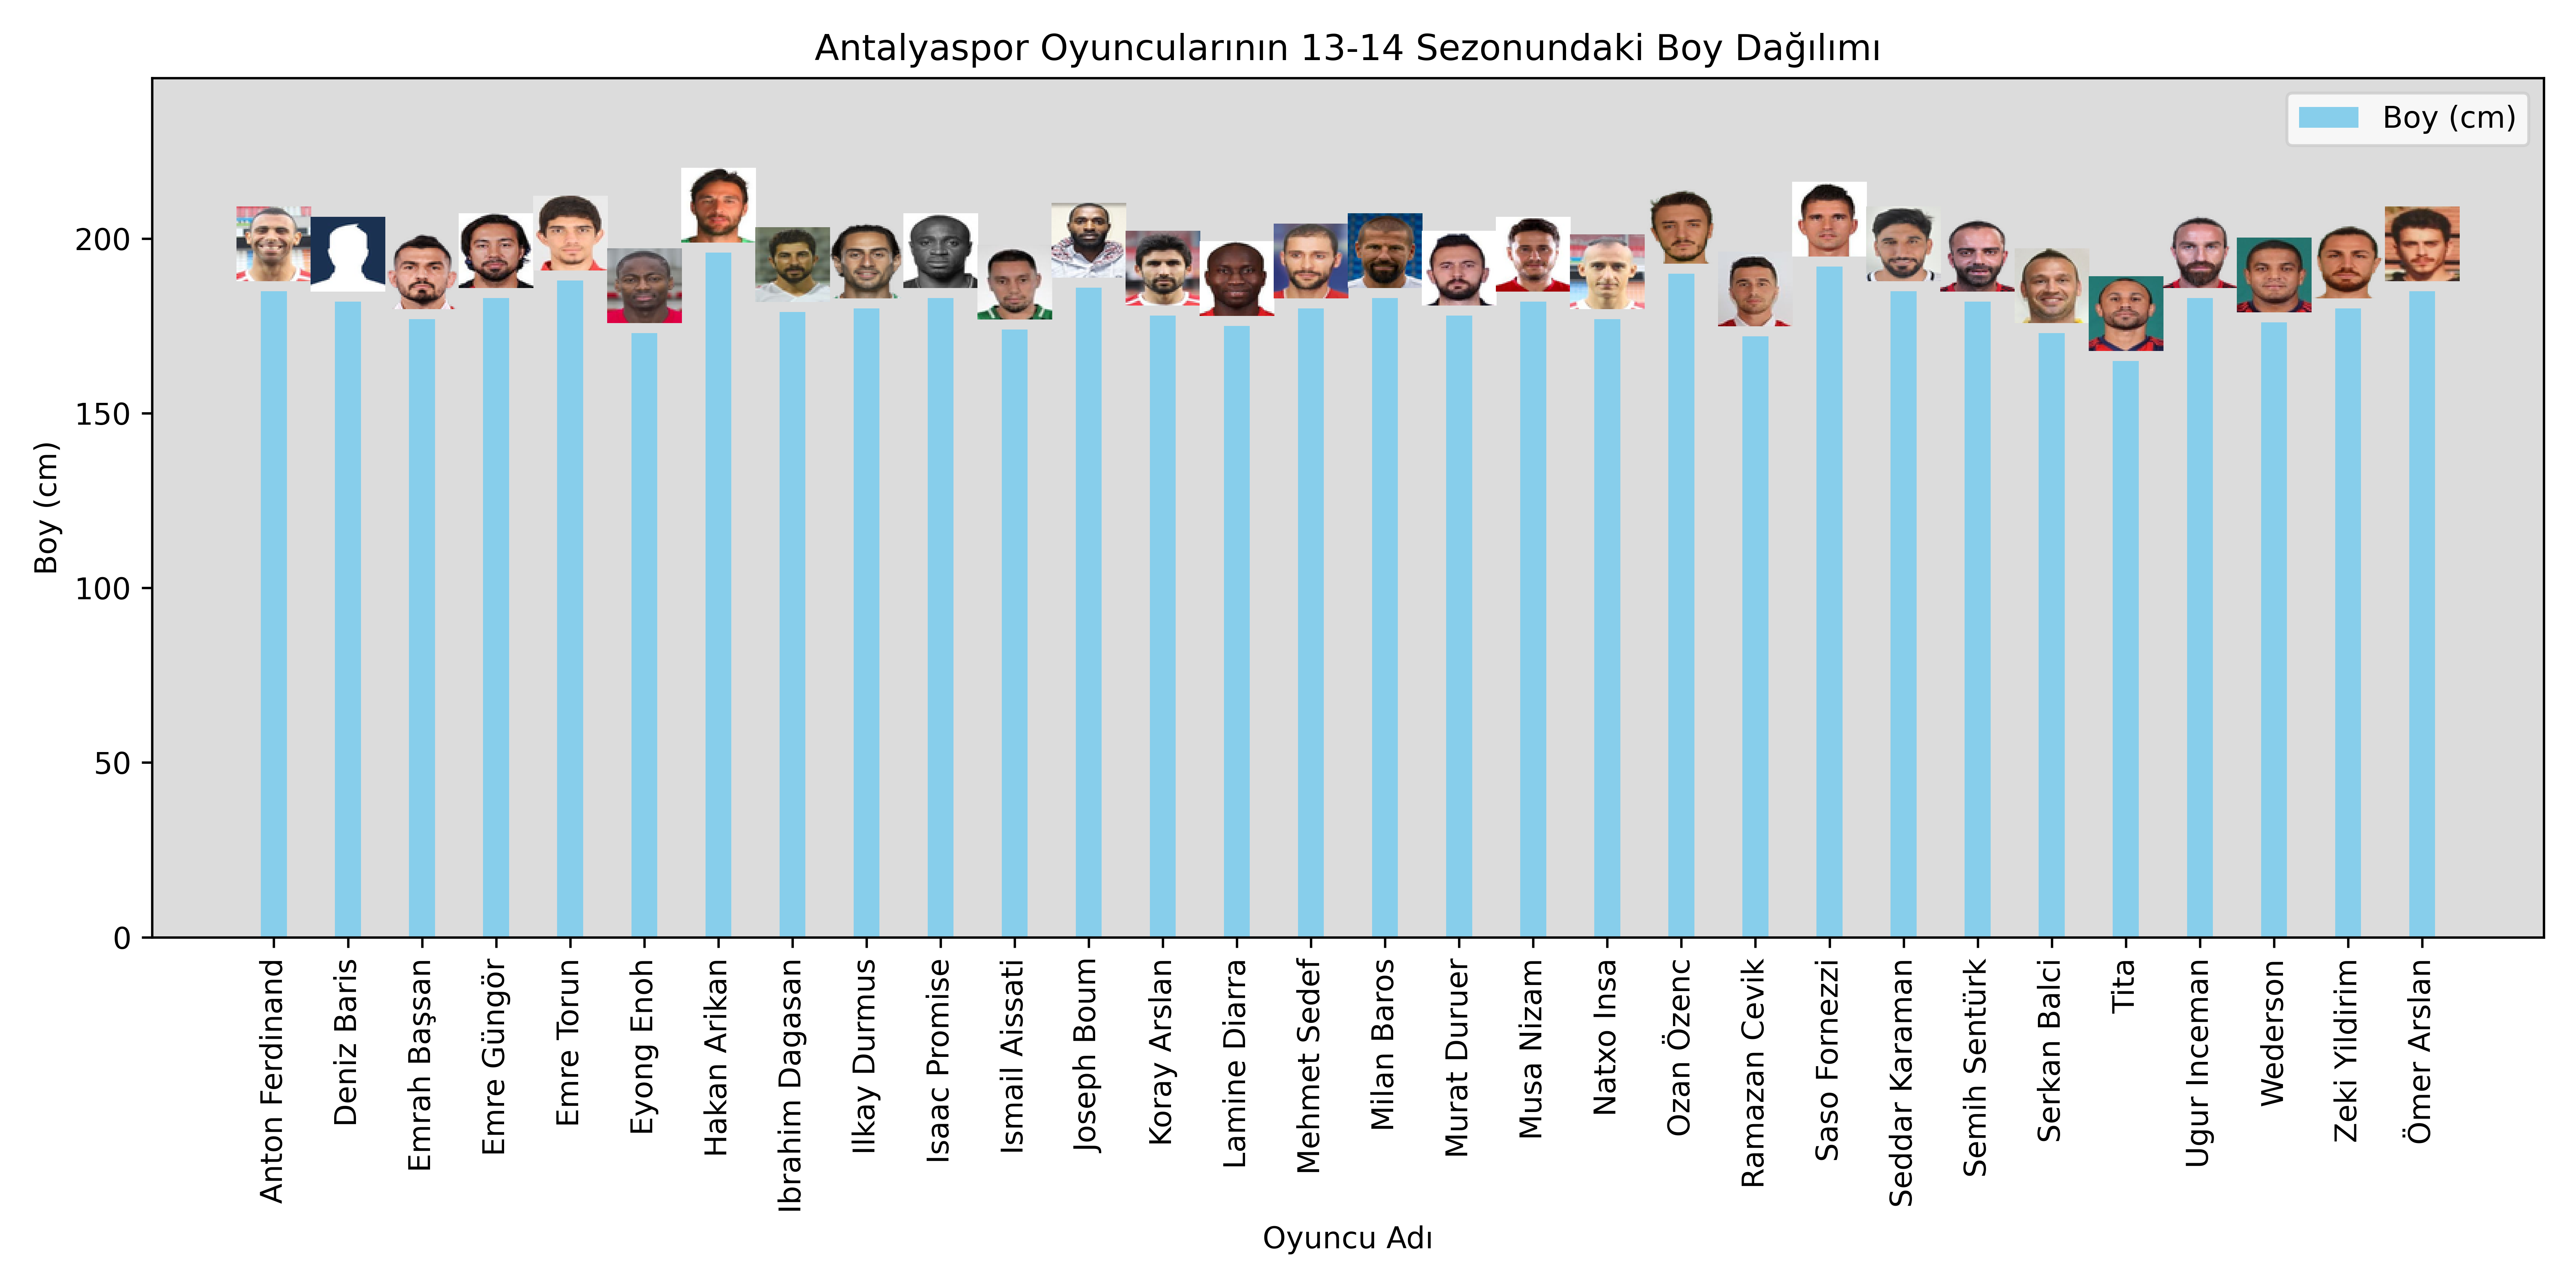 Antalyaspor Oyuncularının 13-14 Sezonundaki Boy Dağılımı
Boy (cm)
Boy (cm)
200
150
100
50
0
Anton Ferdinand
Deniz Baris
Emrah Başsan
Emre Güngör
Emre Torun
Eyong Enoh
Hakan Arikan
Ibrahim Dagasan
Ilkay Durmus
Isaac Promise
Ismail Aissati
Joseph Boum
Koray Arslan
Lamine Diarra
Mehmet Sedef
Milan Baros
Murat Duruer
Musa Nizam
Natxo Insa
Ozan Özenc
Ramazan Cevik
Saso Fornezzi
Seddar Karaman
Semih Sentürk
Serkan Balci
Tita
Ugur Inceman
Wederson
Zeki Yildirim
Ömer Arslan
Oyuncu Adı